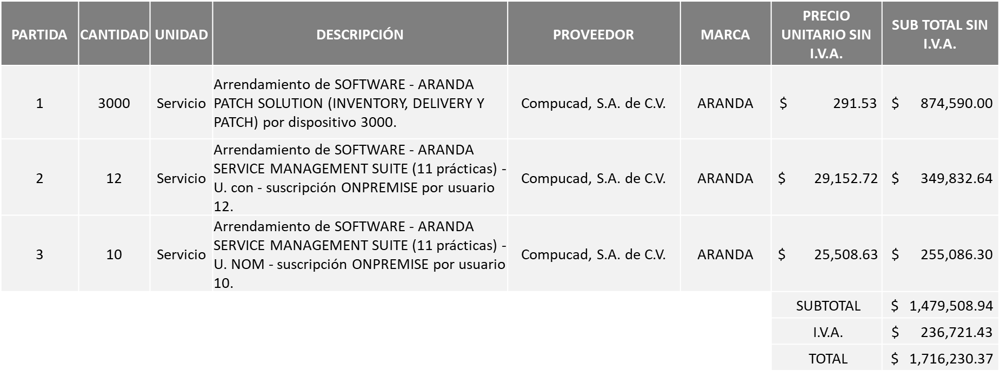 PARTIDA CANTIDAD UNIDAD DESCRIPCIÓN PROVEEDOR MARCA PRECIO UNITARIO SIN I.V.A. SUB TOTAL SIN I.V.A.
1 3000 Servicio
Arrendamiento de SOFTWARE - ARANDA
PATCH SOLUTION (INVENTORY, DELIVERY Y
PATCH) por dispositivo 3000.
Compucad, S.A. de C.V. ARANDA $ 291.53 $ 874,590.00
2 12 Servicio
Arrendamiento de SOFTWARE - ARANDA
SERVICE MANAGEMENT SUITE (11 prácticas) -
U. con - suscripción ONPREMISE por usuario
12.
Compucad, S.A. de C.V. ARANDA $ 29,152.72 $ 349,832.64
3 10 Servicio
Arrendamiento de SOFTWARE - ARANDA
SERVICE MANAGEMENT SUITE (11 prácticas) -
U. NOM - suscripción ONPREMISE por usuario
10.
Compucad, S.A. de C.V. ARANDA $ 25,508.63 $ 255,086.30
SUBTOTAL $ 1,479,508.94
I.V.A. $ 236,721.43
TOTAL $ 1,716,230.37